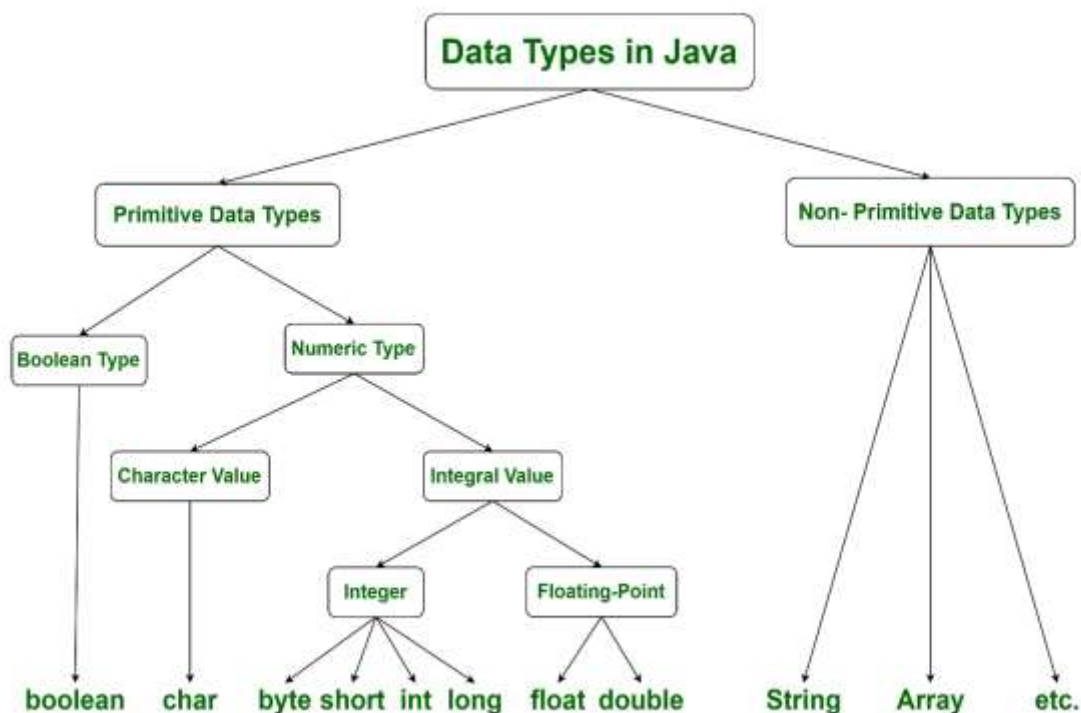 Data Types in Java
Primitive Data Types
Non- Primitive Data Types
Boolean Type
Numeric Type
Character Value
Integral Value
Integer
Floating-Point
boolean
char
byte
short
int
long
float
double
String
Array
etc.